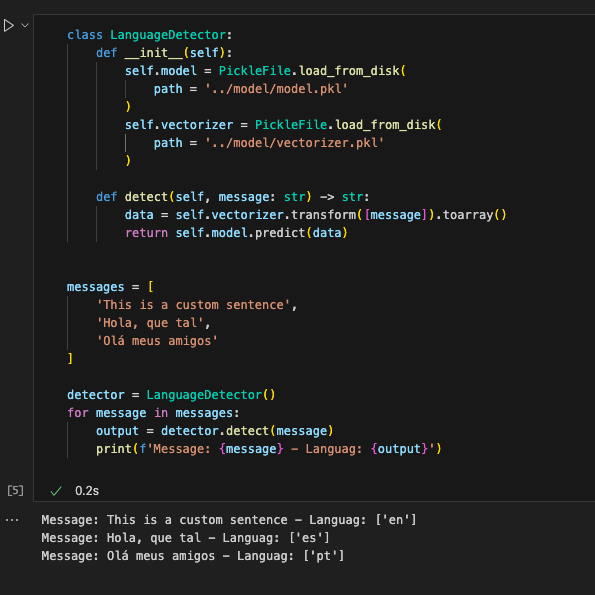 class LanguageDetector:
    def __init__(self):
        self.model = PickleFile.load_from_disk(
            path = '../model/model.pkl'
        )
        self.vectorizer = PickleFile.load_from_disk(
            path = '../model/vectorizer.pkl'
        )
    def detect(self, message: str) -> str:
        data = self.vectorizer.transform([message]).toarray()
        return self.model.predict(data)
messages = [
    'This is a custom sentence',
    'Hola, que tal',
    'Olá meus amigos'
]
detector = LanguageDetector()
for message in messages:
    output = detector.detect(message)
    print(f'Message: {message} - Languag: {output}')
[5] 0.2s
Message: This is a custom sentence - Languag: ['en']
Message: Hola, que tal - Languag: ['es']
Message: Olá meus amigos - Languag: ['pt']